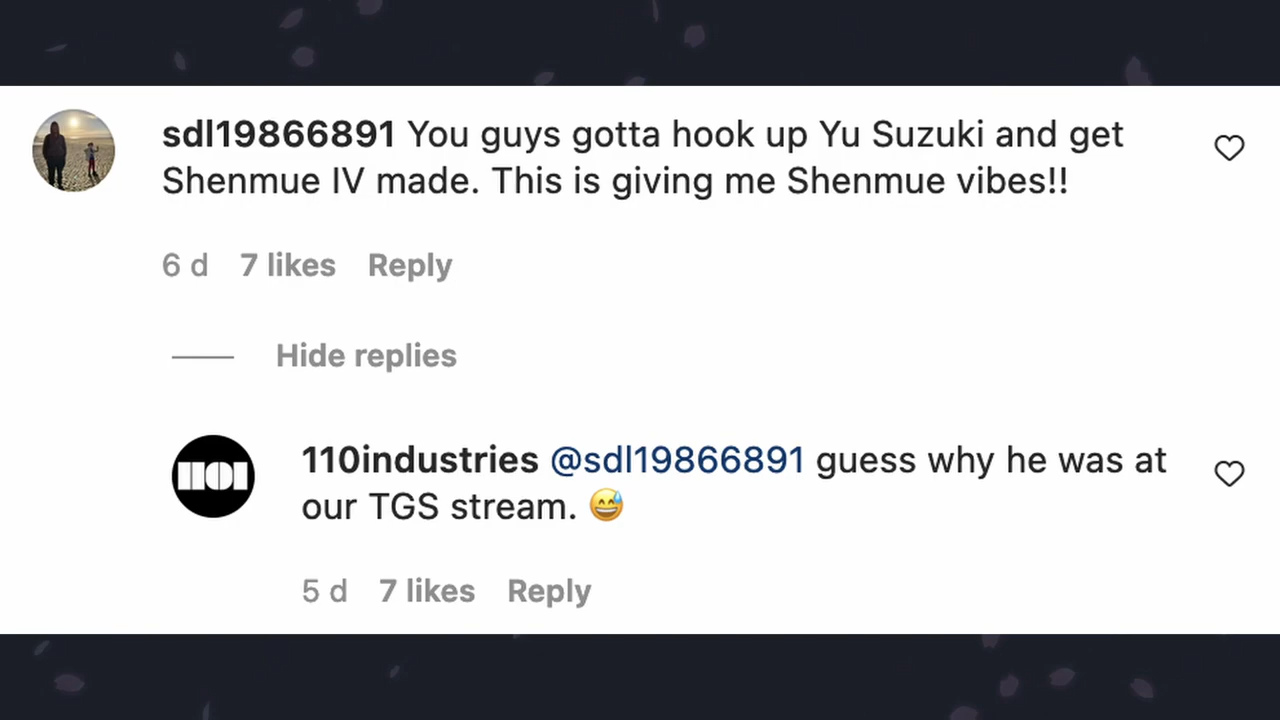 sdl19866891 You guys gotta hook up Yu Suzuki and get
Shenmue IV made. This is giving me Shenmue vibes!!
6 d 7 likes Reply
Hide replies
110industries @sdl19866891 guess why he was at
our TGS stream. 😅
5 d 7 likes Reply